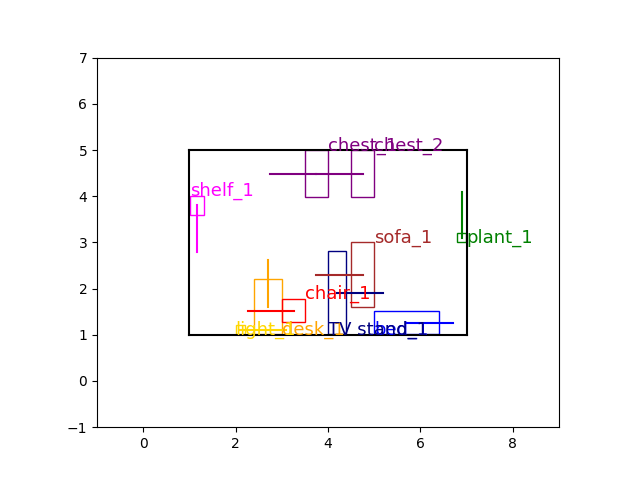 7
6
5
4
3
2
1
0
−1
0
2
4
6
8
chest_1
chest_2
shelf_1
sofa_1
plant_1
chair_1
light_1
desk_1
TV stand_1
bed_1